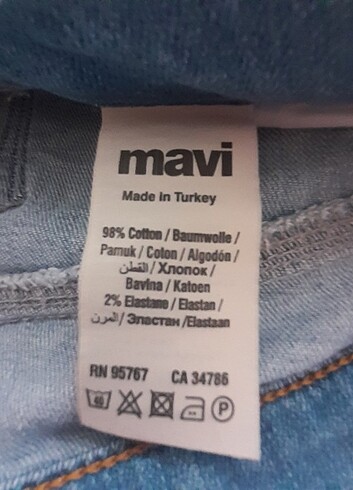 mavi
Made in Turkey
98% Cotton / Baumwolle /
Pamuk / Coton / Algodón /
القطن / Хлопок /
Bavlna / Katoen
2% Elastane / Elastan /
المرن / Эластан /Elastaan
RN 95767 CA 34786
P